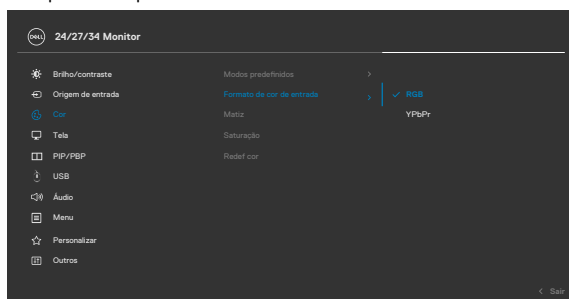 DELL
24/27/34 Monitor
Brilho/contraste
Modos predefinidos
Origem de entrada
Formato de cor de entrada
RGB
Cor
Matiz
YPbPr
Tela
Saturação
PIP/PBP
Redef cor
USB
Áudio
Menu
Personalizar
Outros
Sair